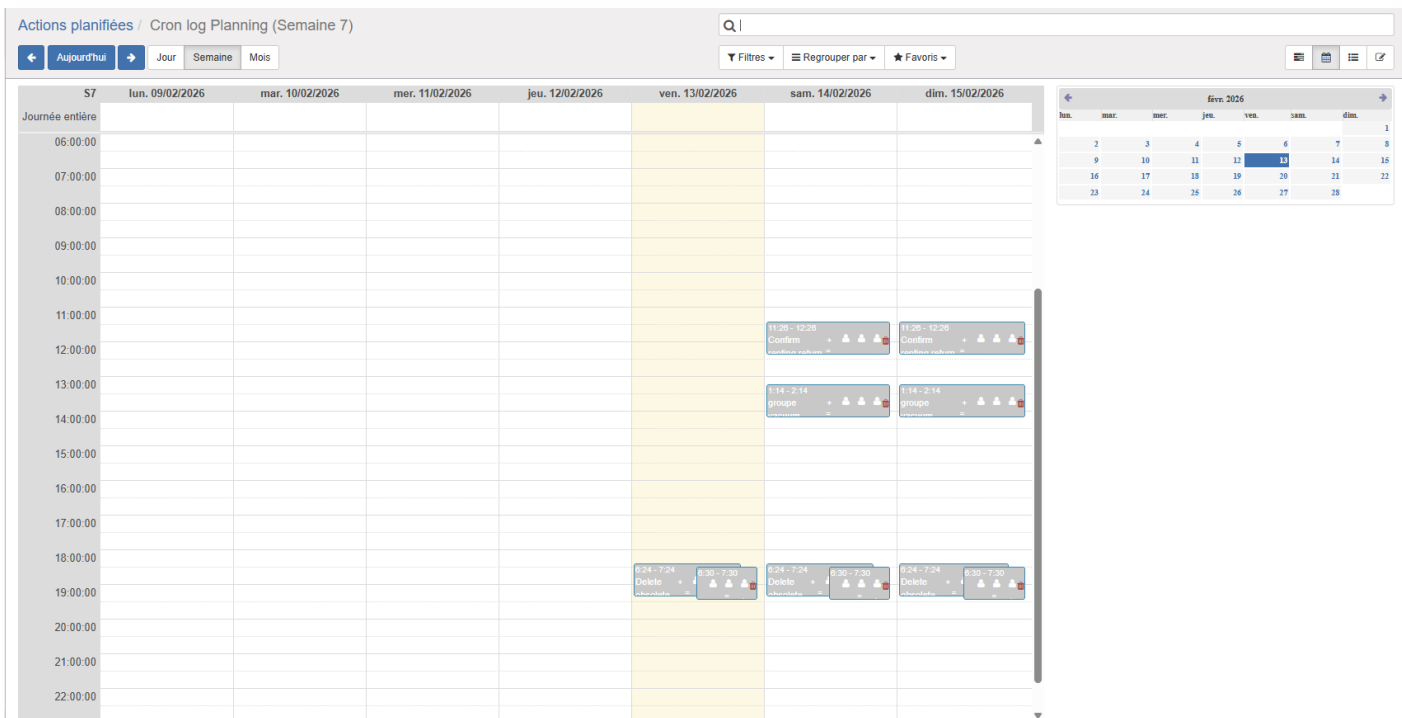 Actions planifiées / Cron log Planning (Semaine 7)
Aujourd'hui Jour Semaine Mois
Filtres Regrouper par Favoris
S7 lun. 09/02/2026 mar. 10/02/2026 mer. 11/02/2026 jeu. 12/02/2026 ven. 13/02/2026 sam. 14/02/2026 dim. 15/02/2026
Journée entière
06:00:00
07:00:00
08:00:00
09:00:00
10:00:00
11:00:00
11:26 - 12:26 11:26 - 12:26
Confirm + Confirm +
renting return = renting return =
12:00:00
13:00:00
1:14 - 2:14 1:14 - 2:14
groupe + groupe +
vacuum = vacuum =
14:00:00
15:00:00
16:00:00
17:00:00
18:00:00
6:24 - 7:24 6:30 - 7:30 6:24 - 7:24 6:30 - 7:30 6:24 - 7:24 6:30 - 7:30
Delete + Delete + Delete +
obsolete = obsolete = obsolete =
19:00:00
20:00:00
21:00:00
22:00:00
févr. 2026
lun. mar. mer. jeu. ven. sam. dim.
1
2 3 4 5 6 7 8
9 10 11 12 13 14 15
16 17 18 19 20 21 22
23 24 25 26 27 28